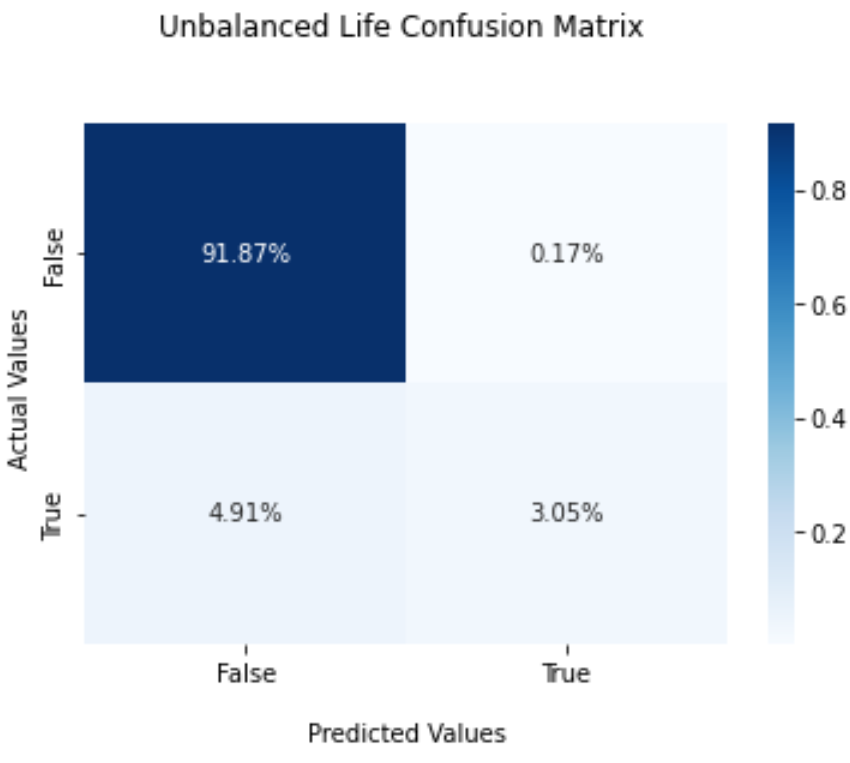 Unbalanced Life Confusion Matrix
Actual Values
False
91.87%
0.17%
True
4.91%
3.05%
False
True
Predicted Values
0.8
0.6
0.4
0.2